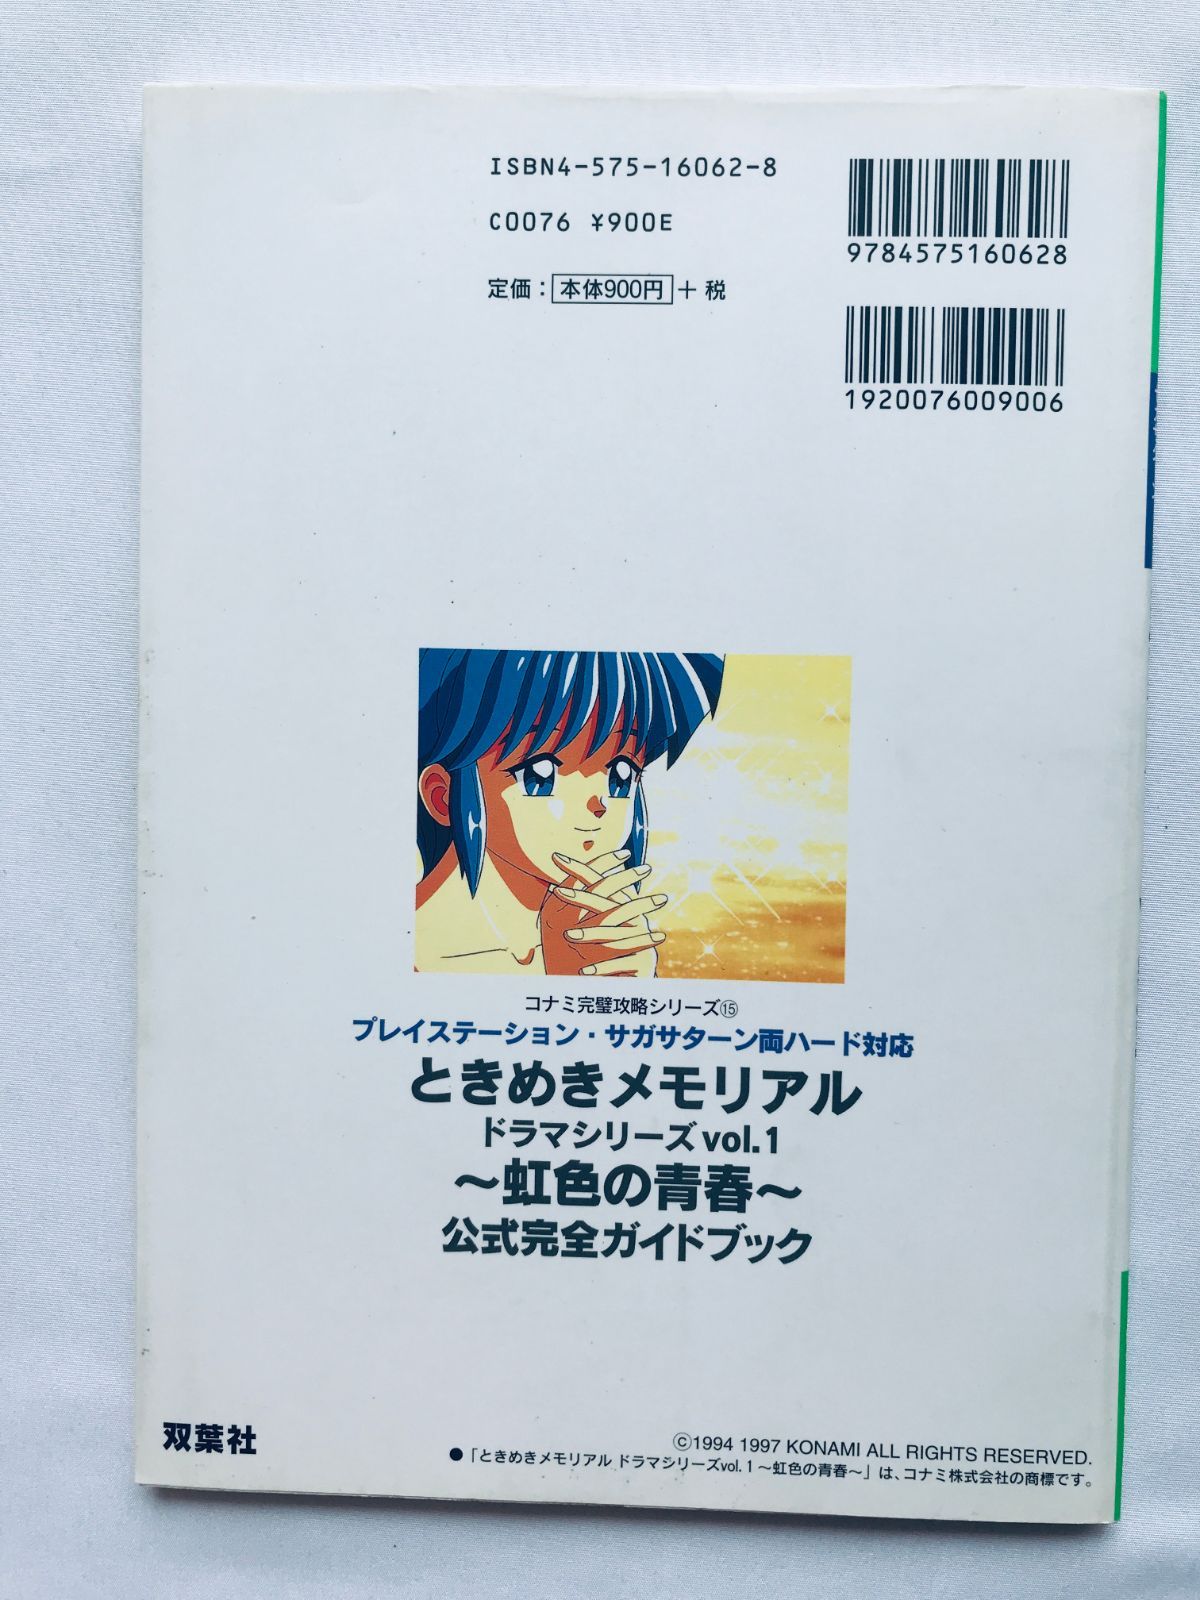 ISBN4-575-16062-8
C0076 ¥900E
定価：本体900円＋税
9784575160628
1920076009006
コナミ完璧攻略シリーズ⑮
プレイステーション・サガサターン両ハード対応
ときめきメモリアル
ドラマシリーズvol.1
〜虹色の青春〜
公式完全ガイドブック
双葉社
©1994 1997 KONAMI ALL RIGHTS RESERVED.
●「ときめきメモリアル ドラマシリーズvol.1〜虹色の青春〜」は、コナミ株式会社の商標です。